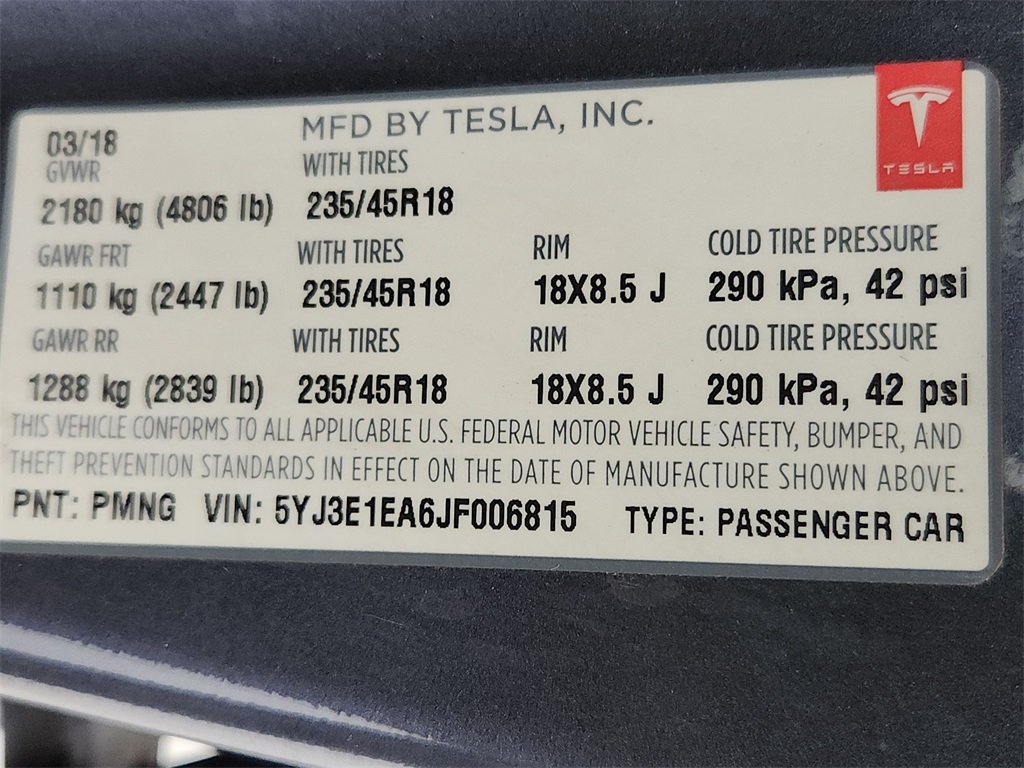 03/18 MFD BY TESLA, INC.
TESLA
GVWR WITH TIRES
2180 kg (4806 lb) 235/45R18
GAWR FRT WITH TIRES RIM COLD TIRE PRESSURE
1110 kg (2447 lb) 235/45R18 18X8.5 J 290 kPa, 42 psi
GAWR RR WITH TIRES RIM COLD TIRE PRESSURE
1288 kg (2839 lb) 235/45R18 18X8.5 J 290 kPa, 42 psi
THIS VEHICLE CONFORMS TO ALL APPLICABLE U.S. FEDERAL MOTOR VEHICLE SAFETY, BUMPER, AND
THEFT PREVENTION STANDARDS IN EFFECT ON THE DATE OF MANUFACTURE SHOWN ABOVE.
PNT: PMNG VIN: 5YJ3E1EA6JF006815 TYPE: PASSENGER CAR